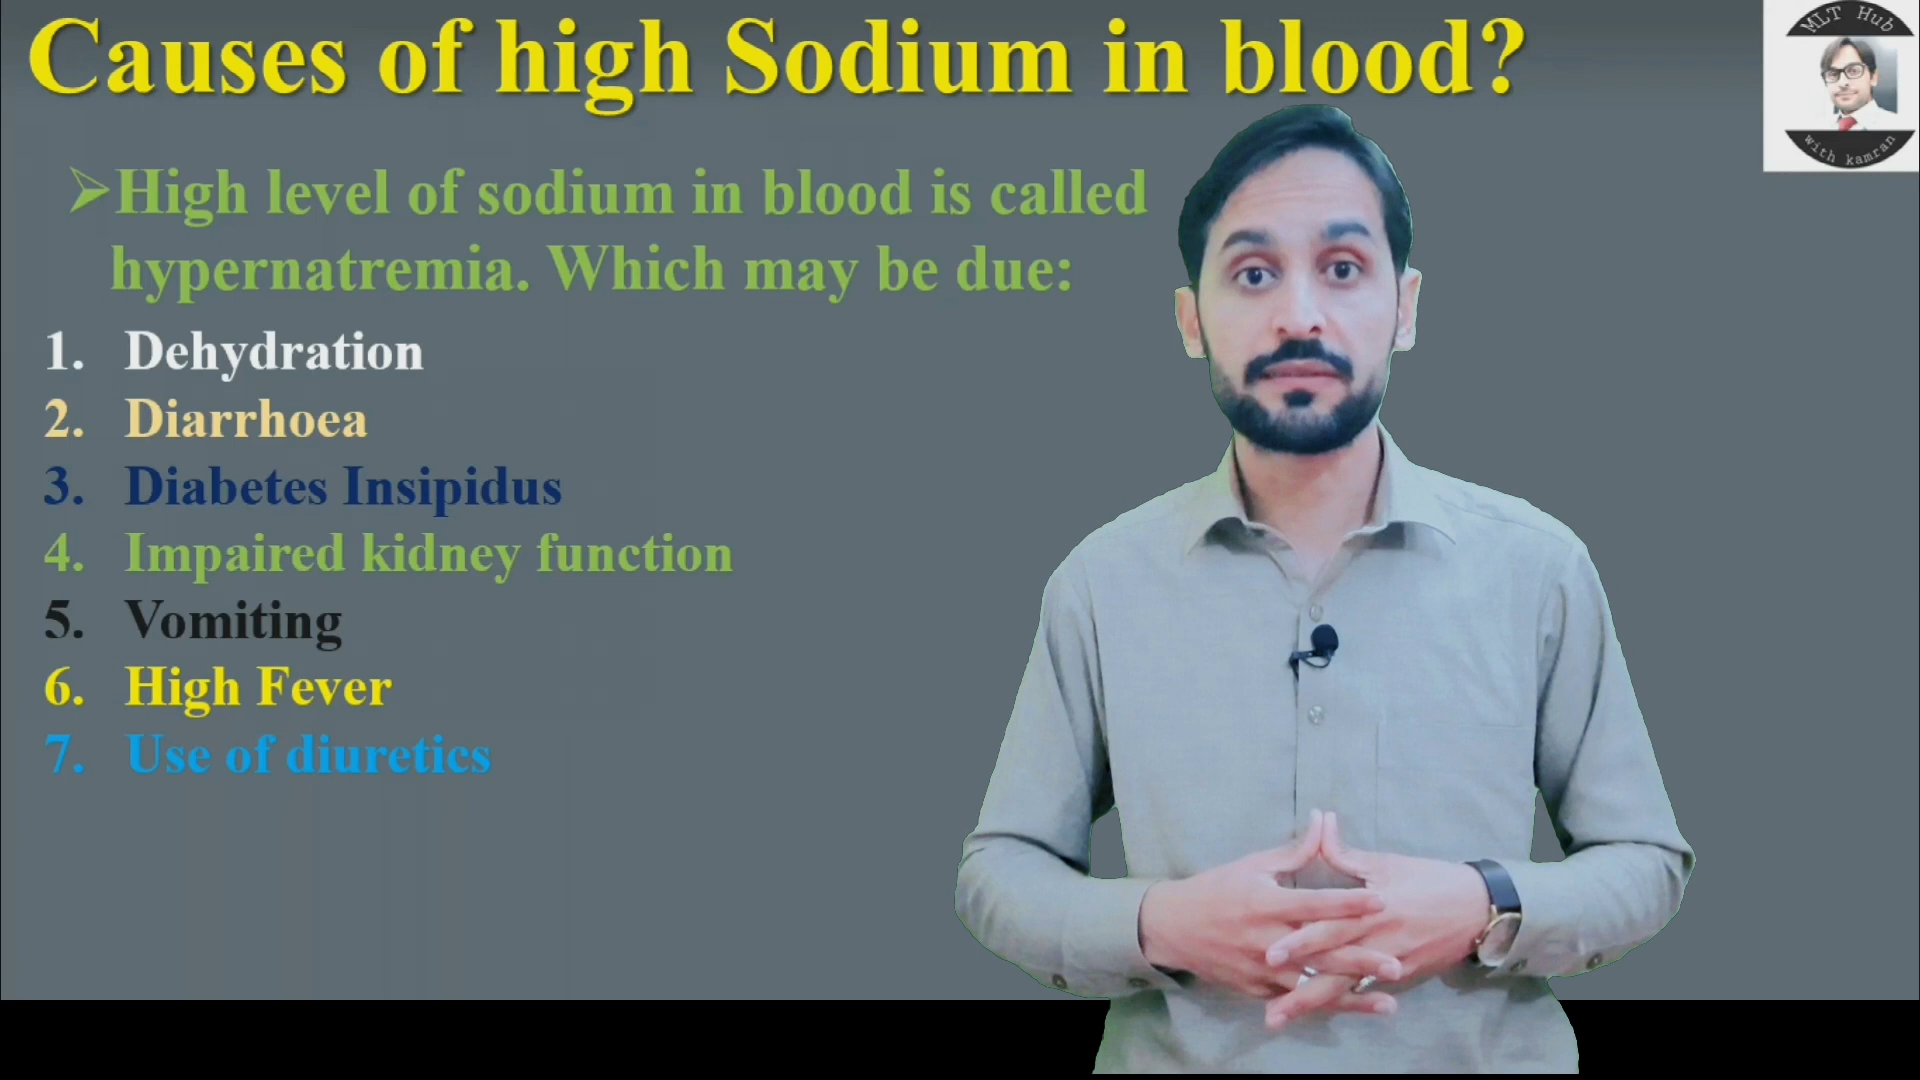 Causes of high Sodium in blood?
MLT Hub
with kamran
➢High level of sodium in blood is called
hypernatremia. Which may be due:
1. Dehydration
2. Diarrhoea
3. Diabetes Insipidus
4. Impaired kidney function
5. Vomiting
6. High Fever
7. Use of diuretics